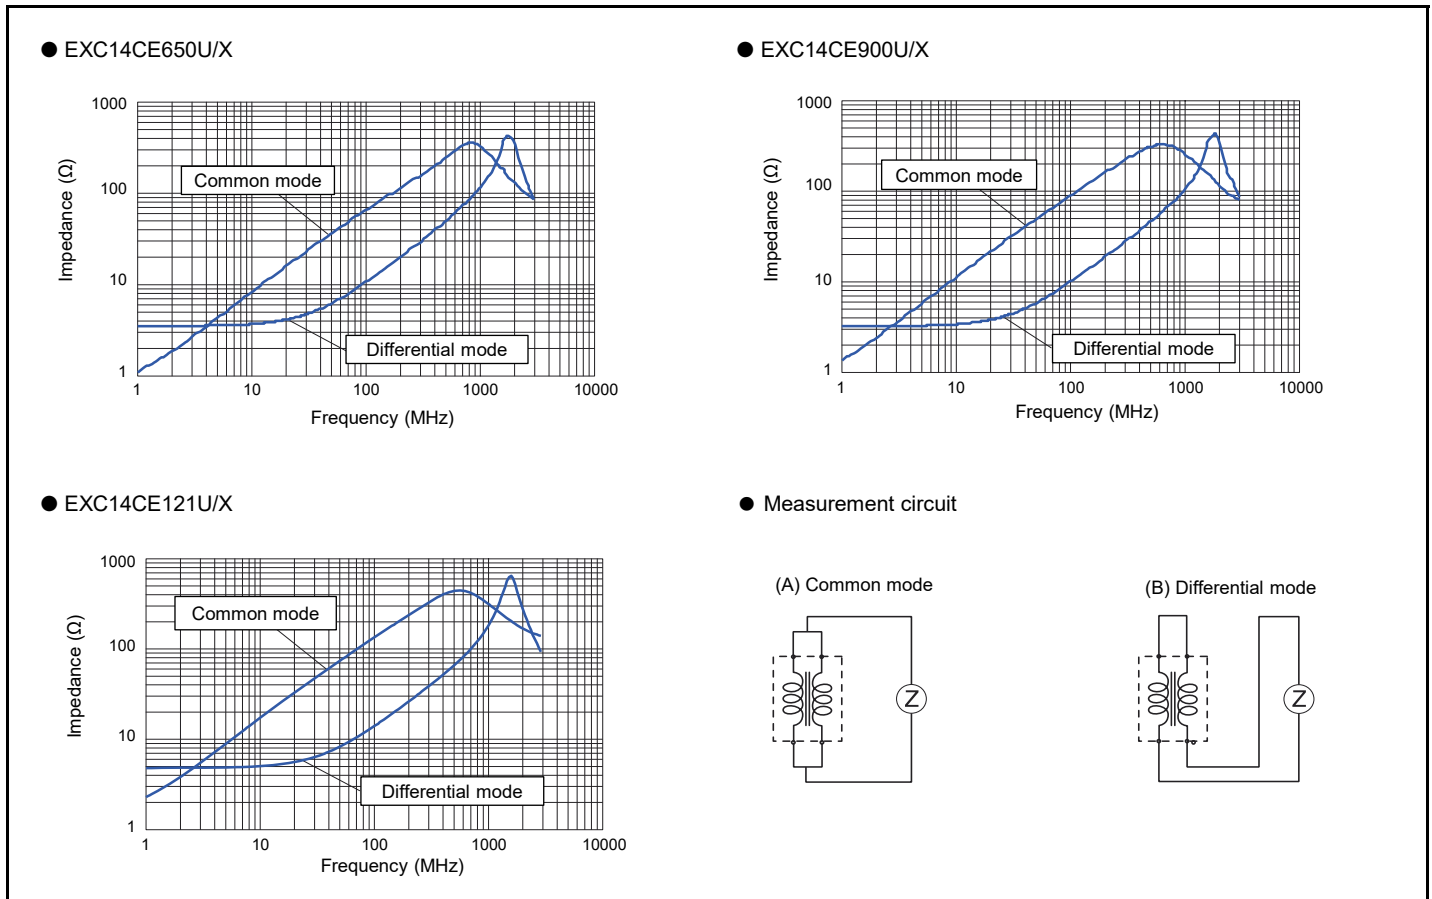 ● EXC14CE650U/X
1000
100
10
1
Impedance (Ω)
Common mode
Differential mode
1 10 100 1000 10000
Frequency (MHz)
● EXC14CE900U/X
1000
100
10
1
Impedance (Ω)
Common mode
Differential mode
1 10 100 1000 10000
Frequency (MHz)
● EXC14CE121U/X
1000
100
10
1
Impedance (Ω)
Common mode
Differential mode
1 10 100 1000 10000
Frequency (MHz)
● Measurement circuit
(A) Common mode
Z
(B) Differential mode
Z